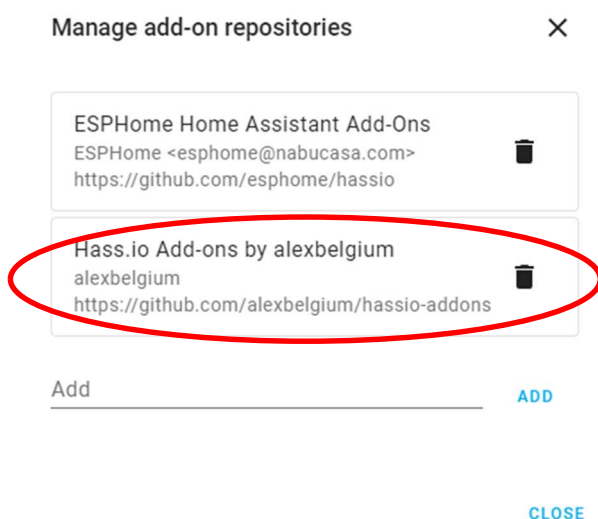 Manage add-on repositories
ESPHome Home Assistant Add-Ons
ESPHome <esphome@nabucasa.com>
https://github.com/esphome/hassio
Hass.io Add-ons by alexbelgium
alexbelgium
https://github.com/alexbelgium/hassio-addons
Add
ADD
CLOSE